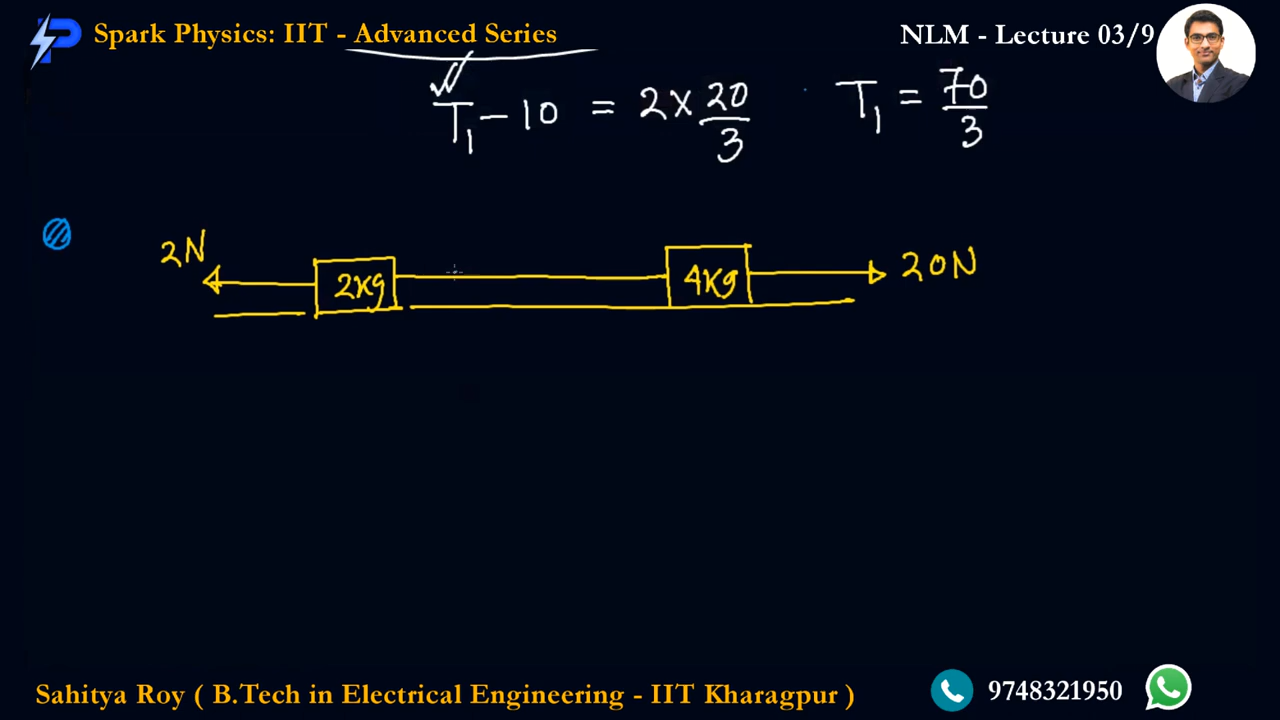 Spark Physics: IIT - Advanced Series
NLM - Lecture 03/9
T₁ - 10 = 2 × 20/3
T₁ = 70/3
2N
2Kg
4Kg
20N
Sahitya Roy ( B.Tech in Electrical Engineering - IIT Kharagpur )
9748321950